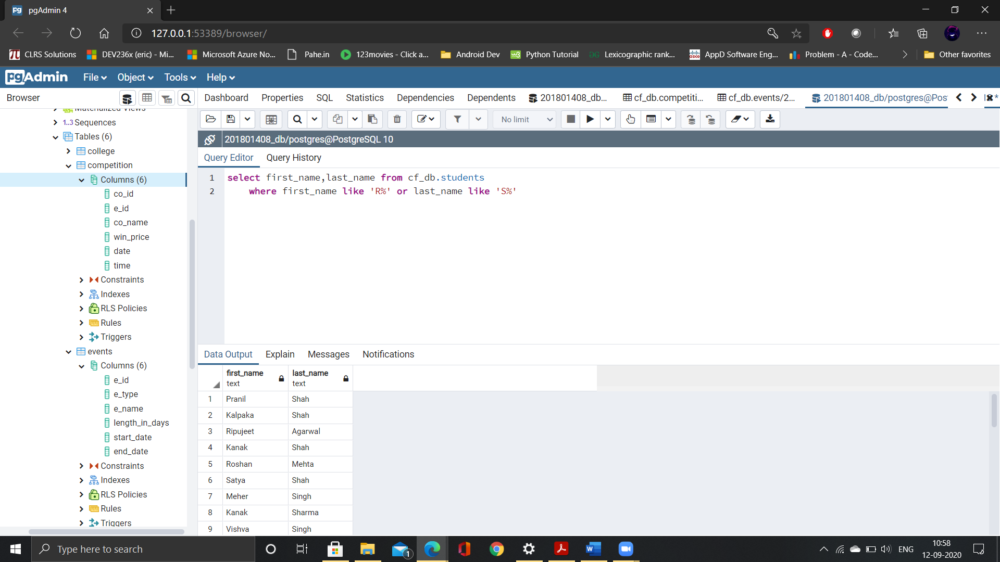 pgAdmin 4
127.0.0.1:53389/browser/
CLRS Solutions
DEV236x (eric) - Mi...
Microsoft Azure No...
Pahe.in
123movies - Click a...
Android Dev
Python Tutorial
Lexicographic rank...
AppD Software Eng...
Problem - A - Code...
Other favorites
pgAdmin
File
Object
Tools
Help
Browser
Dashboard
Properties
SQL
Statistics
Dependencies
Dependents
201801408_db...
cf_db.competiti...
cf_db.events/2...
201801408_db/postgres@Pos
Materialized Views
1..3 Sequences
Tables (6)
college
competition
Columns (6)
co_id
e_id
co_name
win_price
date
time
Constraints
Indexes
RLS Policies
Rules
Triggers
events
Columns (6)
e_id
e_type
e_name
length_in_days
start_date
end_date
Constraints
Indexes
RLS Policies
Rules
Triggers
No limit
201801408_db/postgres@PostgreSQL 10
Query Editor
Query History
1 select first_name,last_name from cf_db.students
2 where first_name like 'R%' or last_name like 'S%'
Data Output
Explain
Messages
Notifications
first_name text
last_name text
1 Pranil Shah
2 Kalpaka Shah
3 Ripujeet Agarwal
4 Kanak Shah
5 Roshan Mehta
6 Satya Shah
7 Meher Singh
8 Kanak Sharma
9 Vishva Singh
Type here to search
1
ENG
10:58
12-09-2020